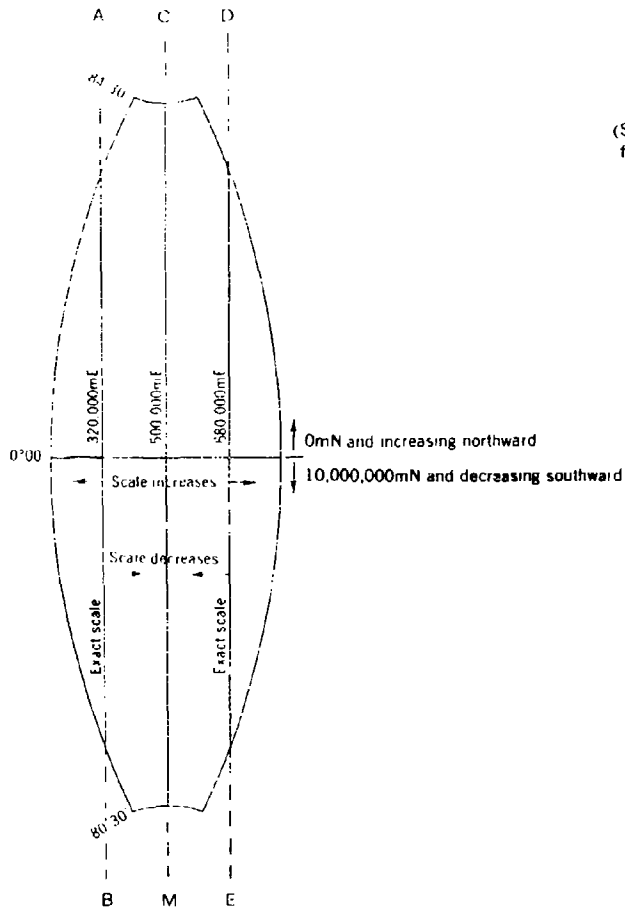 A C D
84°30'
(S
f
320,000mE
500,000mE
680,000mE
0°00
0mN and increasing northward
10,000,000mN and decreasing southward
Scale increases
Scale decreases
Exact scale
Exact scale
80°30'
B M E